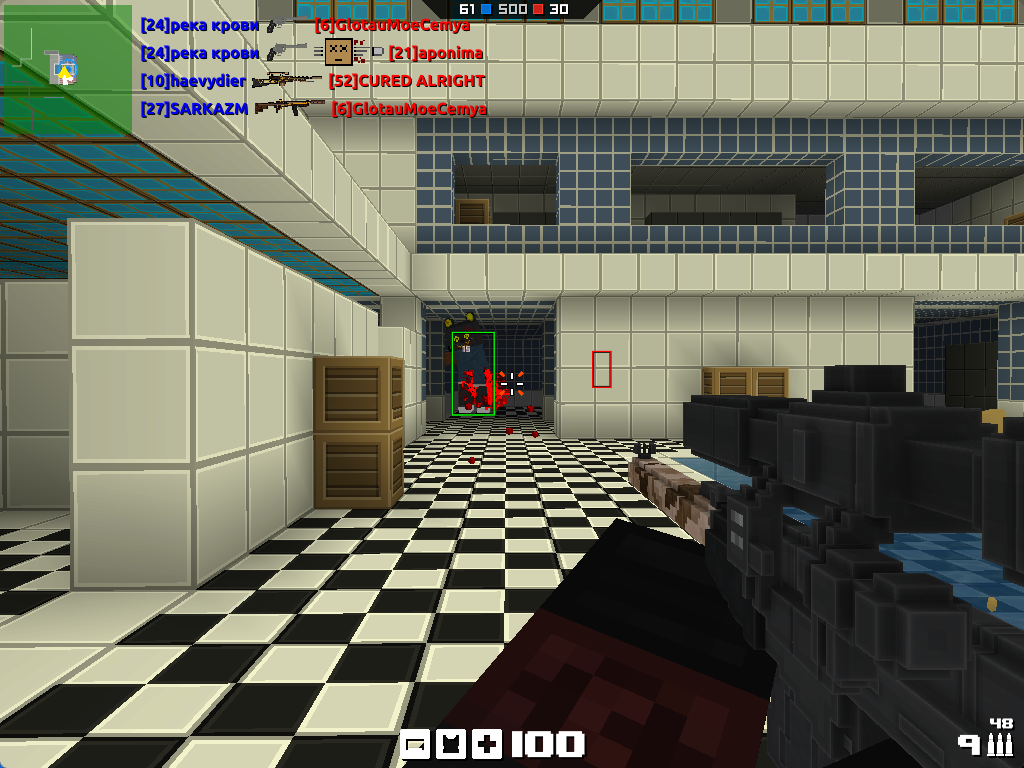 61 500 30
[24]река крови [6]GlotauMoeCemya
[24]река крови [21]aponima
[10]haevydier [52]CURED ALRIGHT
[27]SARKAZM [6]GlotauMoeCemya
15
48
100 9